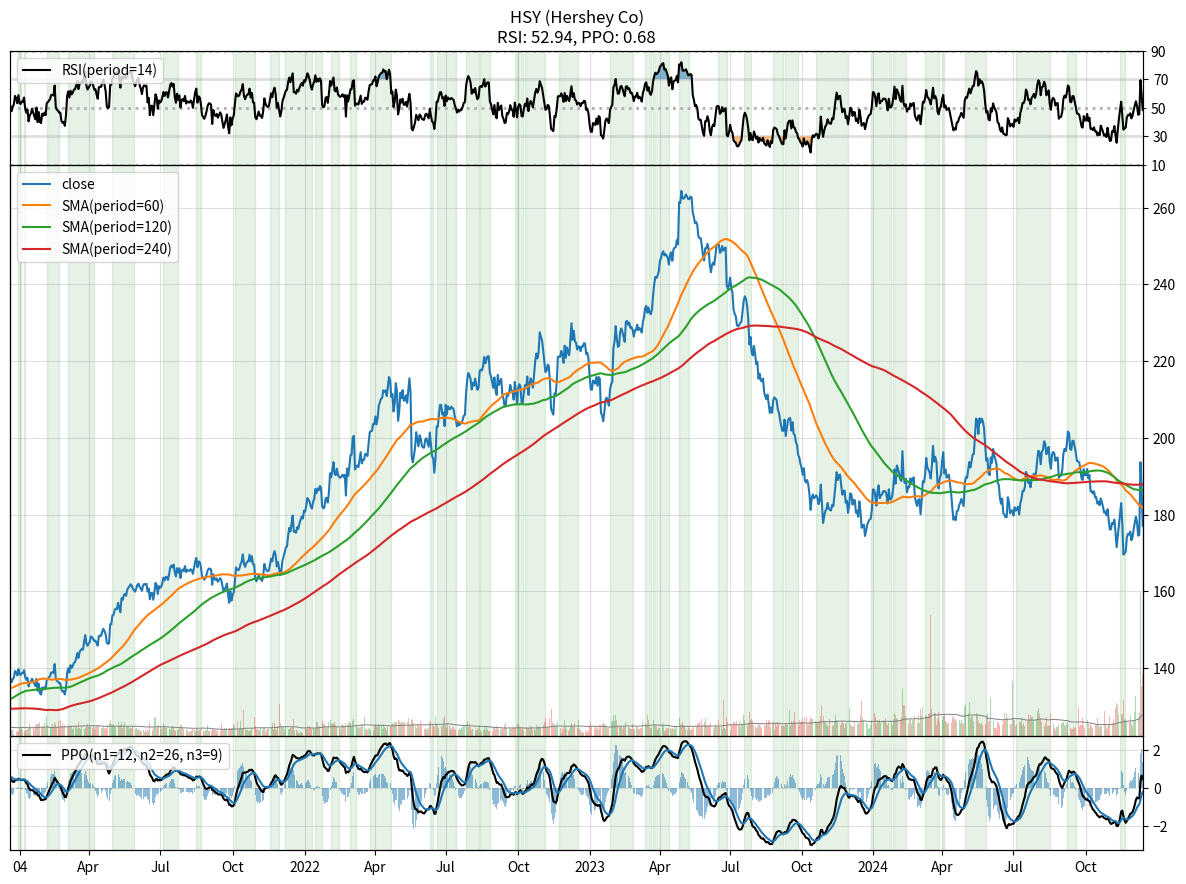 HSY (Hershey Co)
RSI: 52.94, PPO: 0.68
RSI(period=14)
90
70
50
30
10
close
SMA(period=60)
SMA(period=120)
SMA(period=240)
260
240
220
200
180
160
140
PPO(n1=12, n2=26, n3=9)
2
0
−2
04 Apr Jul Oct 2022 Apr Jul Oct 2023 Apr Jul Oct 2024 Apr Jul Oct